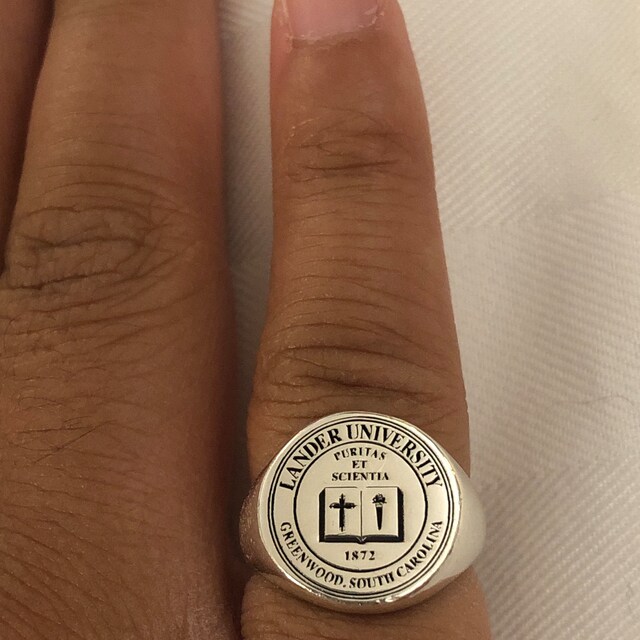 LANDER UNIVERSITY
PURITAS
ET
SCIENTIA
1872
GREENWOOD, SOUTH CAROLINA